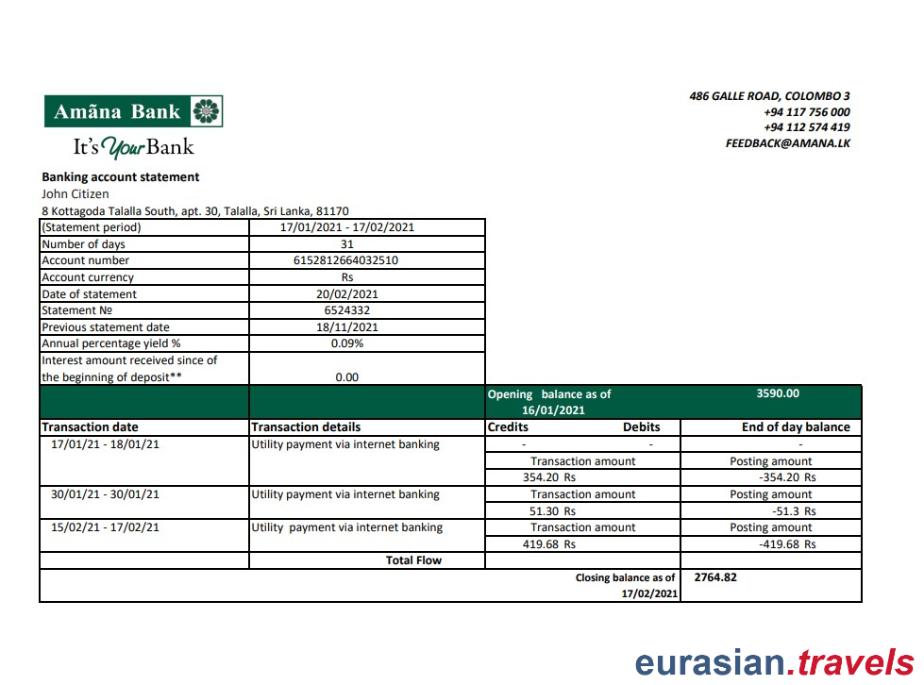 Amãna Bank
It's Your Bank
486 GALLE ROAD, COLOMBO 3
+94 117 756 000
+94 112 574 419
FEEDBACK@AMANA.LK
Banking account statement
John Citizen
8 Kottagoda Talalla South, apt. 30, Talalla, Sri Lanka, 81170
(Statement period) 17/01/2021 - 17/02/2021
Number of days 31
Account number 6152812664032510
Account currency Rs
Date of statement 20/02/2021
Statement № 6524332
Previous statement date 18/11/2021
Annual percentage yield % 0.09%
Interest amount received since of
the beginning of deposit** 0.00
Opening balance as of 3590.00
16/01/2021
Transaction date Transaction details Credits Debits End of day balance
17/01/21 - 18/01/21 Utility payment via internet banking - - -
Transaction amount Posting amount
354.20 Rs -354.20 Rs
30/01/21 - 30/01/21 Utility payment via internet banking Transaction amount Posting amount
51.30 Rs -51.3 Rs
15/02/21 - 17/02/21 Utility payment via internet banking Transaction amount Posting amount
419.68 Rs -419.68 Rs
Total Flow
Closing balance as of 2764.82
17/02/2021
eurasian.travels